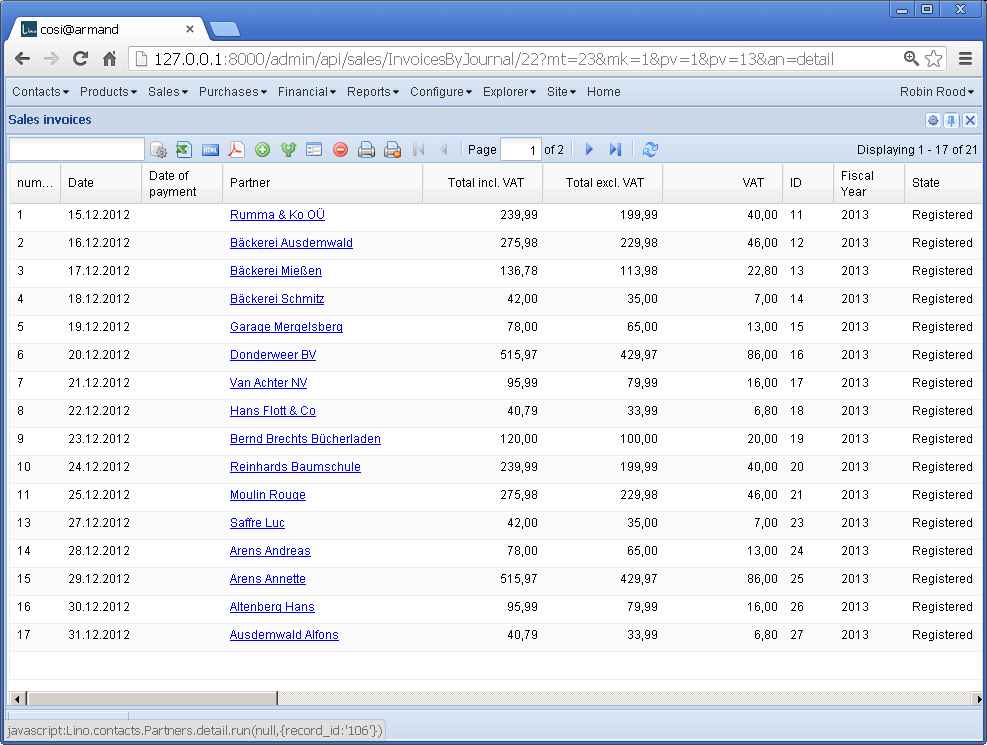 Lino cosi@armand
127.0.0.1:8000/admin/api/sales/InvoicesByJournal/22?mt=23&mk=1&pv=1&pv=13&an=detail
Contacts Products Sales Purchases Financial Reports Configure Explorer Site Home Robin Rood
Sales invoices
HTML Page 1 of 2 Displaying 1 - 17 of 21
num... Date Date of payment Partner Total incl. VAT Total excl. VAT VAT ID Fiscal Year State
1 15.12.2012 Rumma & Ko OÜ 239,99 199,99 40,00 11 2013 Registered
2 16.12.2012 Bäckerei Ausdemwald 275,98 229,98 46,00 12 2013 Registered
3 17.12.2012 Bäckerei Mießen 136,78 113,98 22,80 13 2013 Registered
4 18.12.2012 Bäckerei Schmitz 42,00 35,00 7,00 14 2013 Registered
5 19.12.2012 Garage Mergelsberg 78,00 65,00 13,00 15 2013 Registered
6 20.12.2012 Donderweer BV 515,97 429,97 86,00 16 2013 Registered
7 21.12.2012 Van Achter NV 95,99 79,99 16,00 17 2013 Registered
8 22.12.2012 Hans Flott & Co 40,79 33,99 6,80 18 2013 Registered
9 23.12.2012 Bernd Brechts Bücherladen 120,00 100,00 20,00 19 2013 Registered
10 24.12.2012 Reinhards Baumschule 239,99 199,99 40,00 20 2013 Registered
11 25.12.2012 Moulin Rouge 275,98 229,98 46,00 21 2013 Registered
13 27.12.2012 Saffre Luc 42,00 35,00 7,00 23 2013 Registered
14 28.12.2012 Arens Andreas 78,00 65,00 13,00 24 2013 Registered
15 29.12.2012 Arens Annette 515,97 429,97 86,00 25 2013 Registered
16 30.12.2012 Altenberg Hans 95,99 79,99 16,00 26 2013 Registered
17 31.12.2012 Ausdemwald Alfons 40,79 33,99 6,80 27 2013 Registered
javascript:Lino.contacts.Partners.detail.run(null,{record_id:'106'})